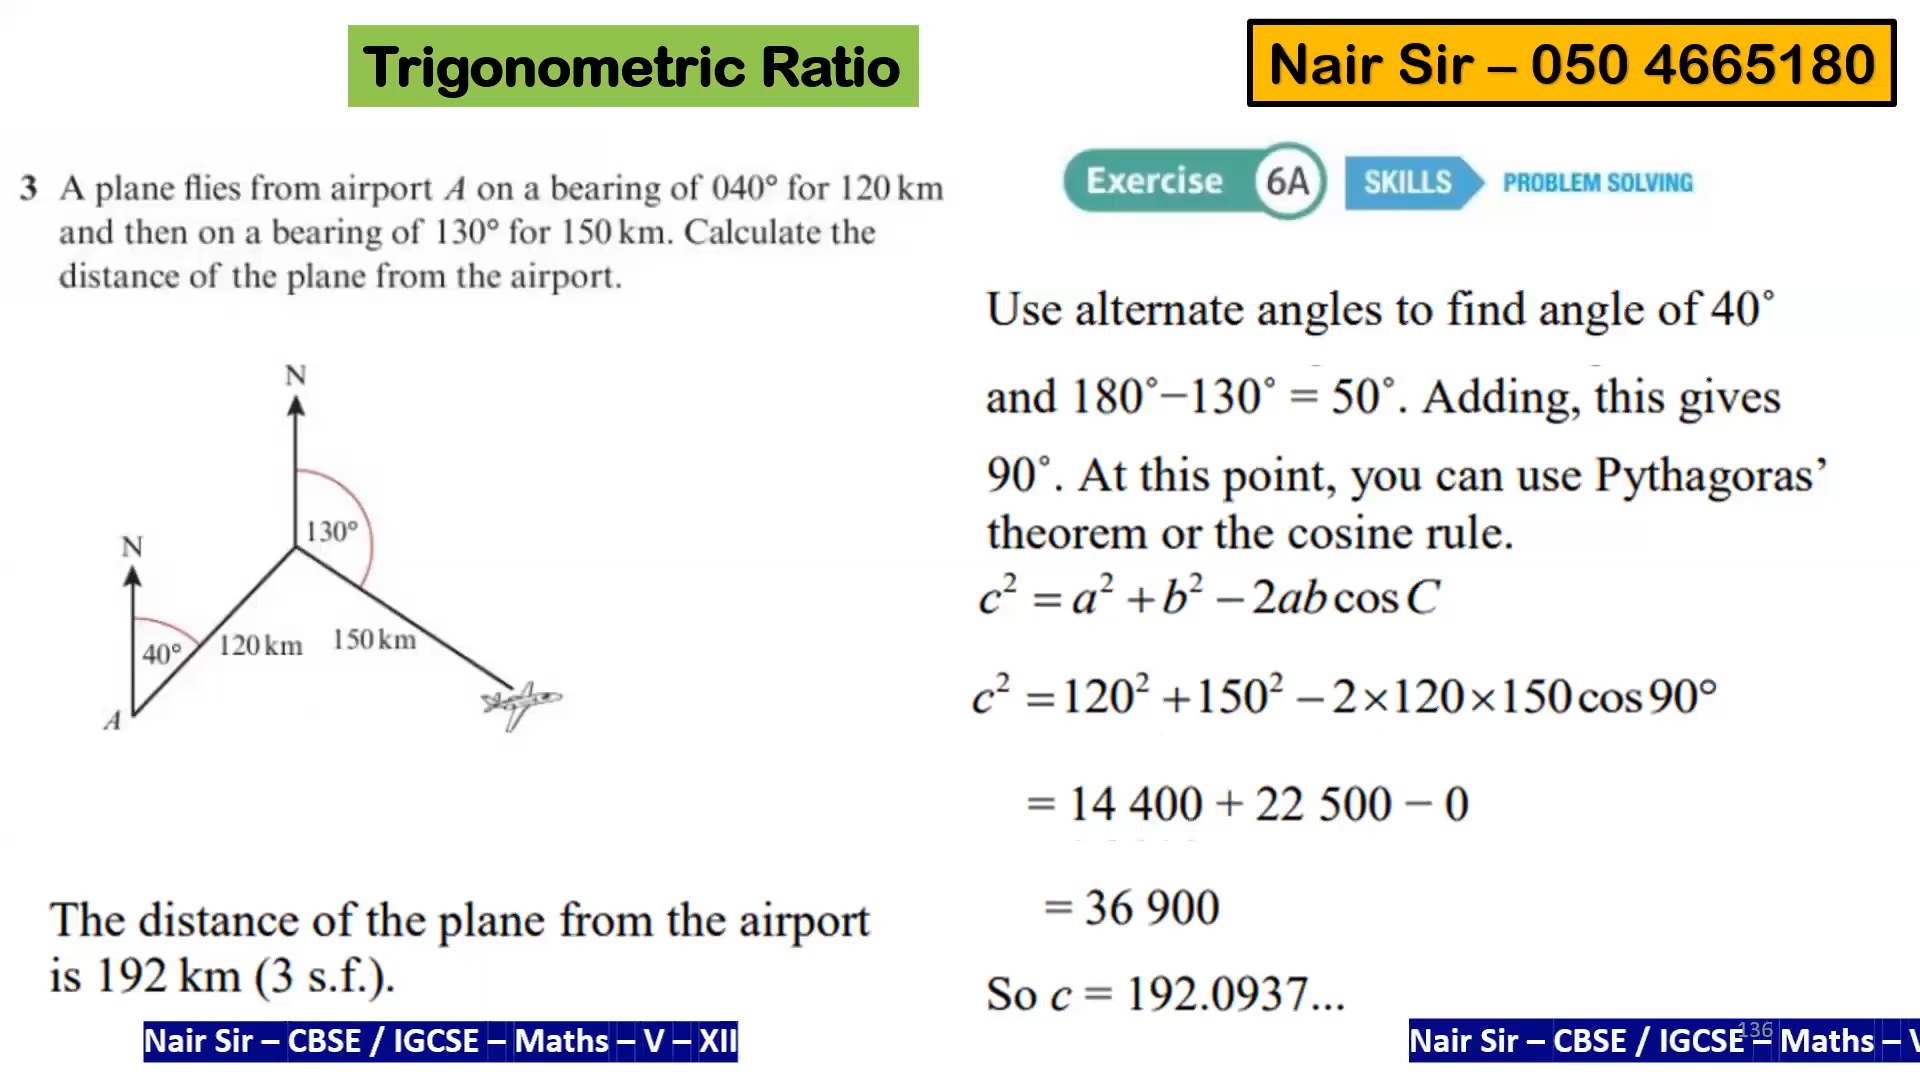 Trigonometric Ratio
Nair Sir – 050 4665180
3 A plane flies from airport A on a bearing of 040° for 120 km
and then on a bearing of 130° for 150 km. Calculate the
distance of the plane from the airport.
N
130°
N
40°
120 km
150 km
A
The distance of the plane from the airport
is 192 km (3 s.f.).
Exercise 6A SKILLS PROBLEM SOLVING
Use alternate angles to find angle of 40˚
and 180˚−130˚ = 50˚. Adding, this gives
90˚. At this point, you can use Pythagoras’
theorem or the cosine rule.
c² = a² + b² − 2ab cos C
c² = 120² + 150² − 2×120×150 cos 90°
= 14 400 + 22 500 − 0
= 36 900
So c = 192.0937...
Nair Sir – CBSE / IGCSE – Maths – V – XII
136
Nair Sir – CBSE / IGCSE – Maths – V